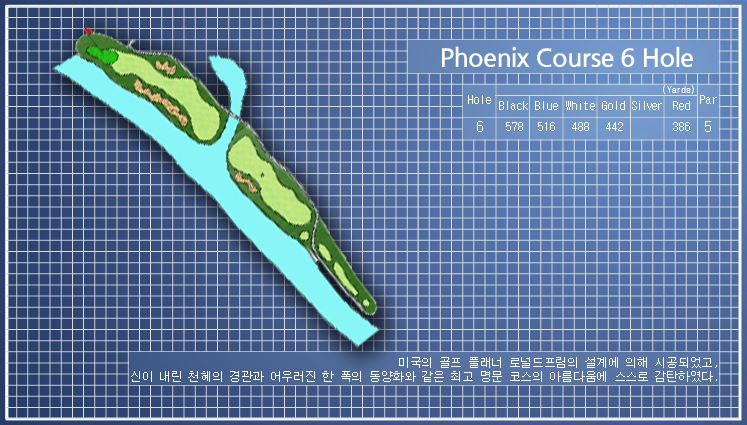 Phoenix Course 6 Hole
(Yards)
Hole Black Blue White Gold Silver Red Par
6 578 516 488 442 386 5
미국의 골프 플래너 로널드프림의 설계에 의해 시공되었고,
신이 내린 천혜의 경관과 어우러진 한 폭의 동양화와 같은 최고 명문 코스의 아름다움에 스스로 감탄하였다.